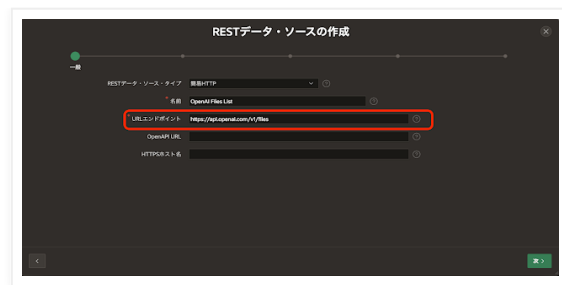 RESTデータ・ソースの作成
一般
RESTデータ・ソース・タイプ 簡易HTTP
* 名前 OpenAI Files List
* URLエンドポイント https://api.openai.com/v1/files
OpenAPI URL
HTTPSホスト名
次 >